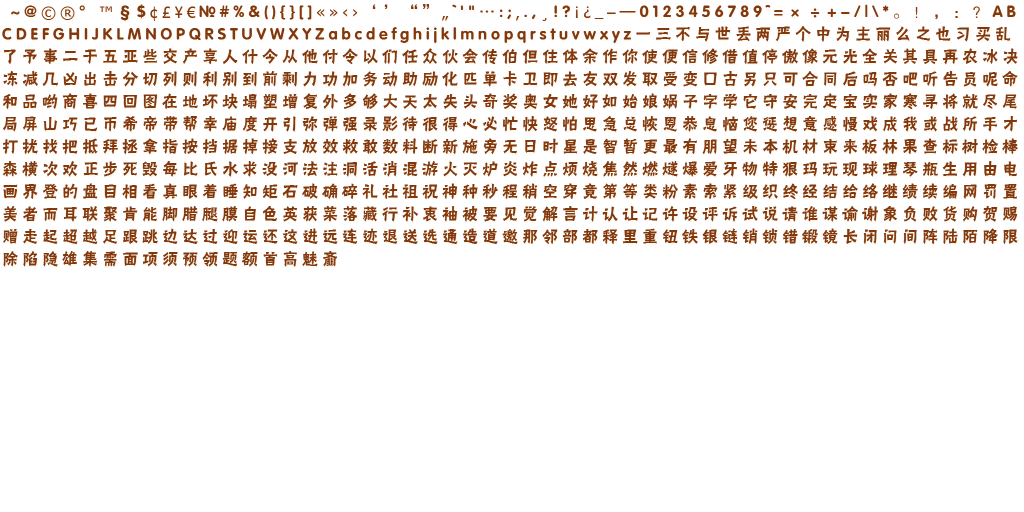 ~@©®° ™§$¢£¥€№#%&(){}[]«»‹›‘’“”„`'"…:;,.,¸!?¡¿_-—0123456789ˆ=×÷+−/|\*。！，：？AB
CDEFGHIJKLMNOPQRSTUVWXYZabcdefghijklmnopqrstuvwxyz一三不与世丢两严个中为主丽么之也习买乱
了予事二于五亚些交产享人什今从他付令以们任众伙会传伯但住体余作你使便信修借值停傲像元光全关其具再农冰决
冻减几凶出击分切列则利别到前剩力功加务动助励化匹单卡卫即去友双发取受变口古另只可合同后吗否吧听告员呢命
和品哟商喜四回图在地坏块塌塑增复外多够大天太失头奇奖奥女她好如始娘娲子字学它守安完定宝实家寒寻将就尽尾
局屏山巧已币希帝带帮幸庙度开引弥弹强录影待很得心必忙快怒怕思急总恢恩恭息恼您惩想意感慢戏成我或战所手才
打扰找把抵拜拯拿指按挡据掉接支放效救敢数料断新施旁无日时星是智暂更最有朋望未本机材束来板林果查标树检棒
森横次欢正步死毁每比氏水求没河法注洞活消混游火灭炉炎炸点烦烧焦然燃燧爆爱牙物特狠玛玩现球理琴瓶生用由电
画界登的盘目相看真眼着睡知矩石破确碎礼社祖祝神种秒程稍空穿竟第等类粉素索紧级织终经结给络继绩续编网罚置
美者而耳联聚肯能脚腊腿膜自色英获菜落藏行补衷袖被要见觉解言计认让记许设评诉试说请谁谋谕谢象负败货购贺赐
赠走起超越足跟跳边达过迎运还这进远连迹退送选通造道邀那邻部都释里重钮铁银链销锁错锻镜长闭问间阵陆陌降限
除陷隐雄集需面项须预领题额首高魅龠